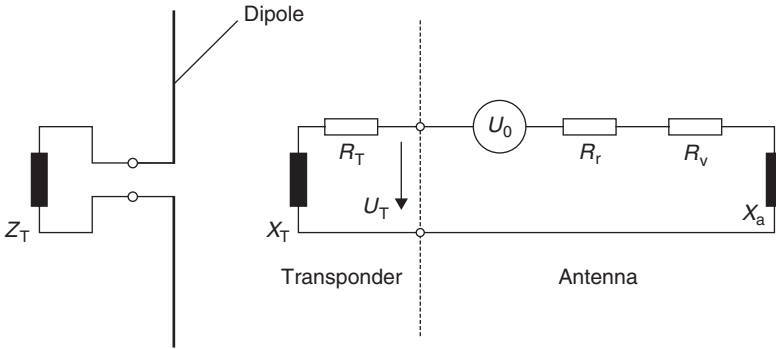 Dipole
Z_T
R_T
U_T
X_T
U_0
R_r
R_v
X_a
Transponder
Antenna